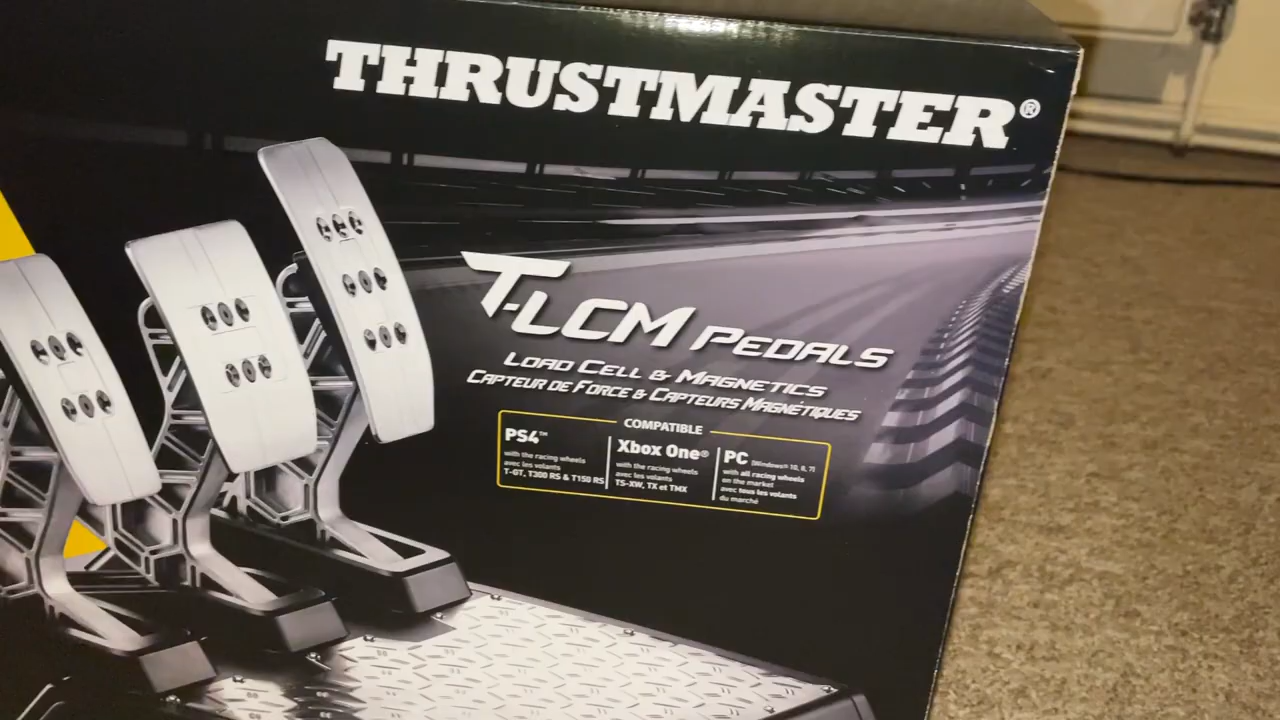 THRUSTMASTER®
T-LCM PEDALS
LOAD CELL & MAGNETICS
CAPTEUR DE FORCE & CAPTEURS MAGNÉTIQUES
COMPATIBLE
PS4™
with the racing wheels
avec les volants
T-GT, T300 RS & T150 RS
Xbox One®
with the racing wheels
avec les volants
TS-XW, TX et TMX
PC (Windows® 10, 8, 7)
with all racing wheels
on the market
avec tous les volants
du marché